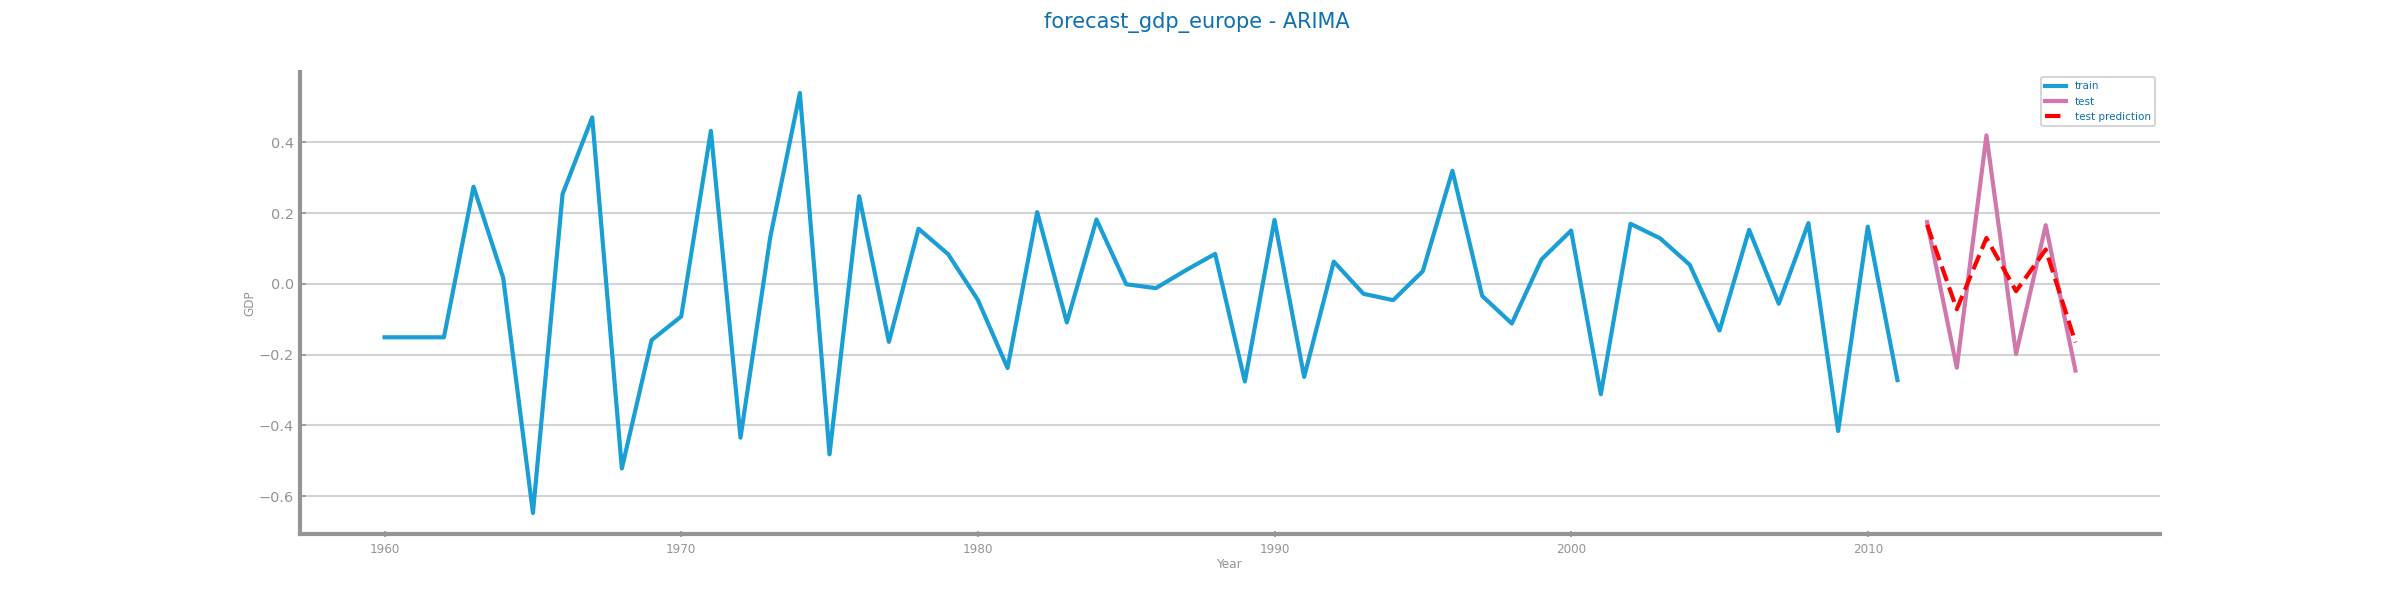 forecast_gdp_europe - ARIMA
train
test
test prediction
0.4
0.2
0.0
−0.2
−0.4
−0.6
GDP
1960 1970 1980 1990 2000 2010
Year